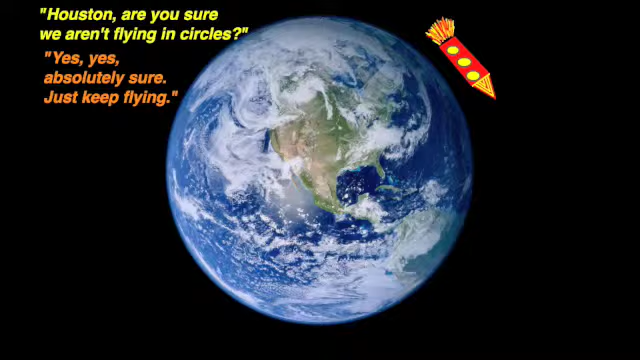 "Houston, are you sure
we aren't flying in circles?"
"Yes, yes,
absolutely sure.
Just keep flying."